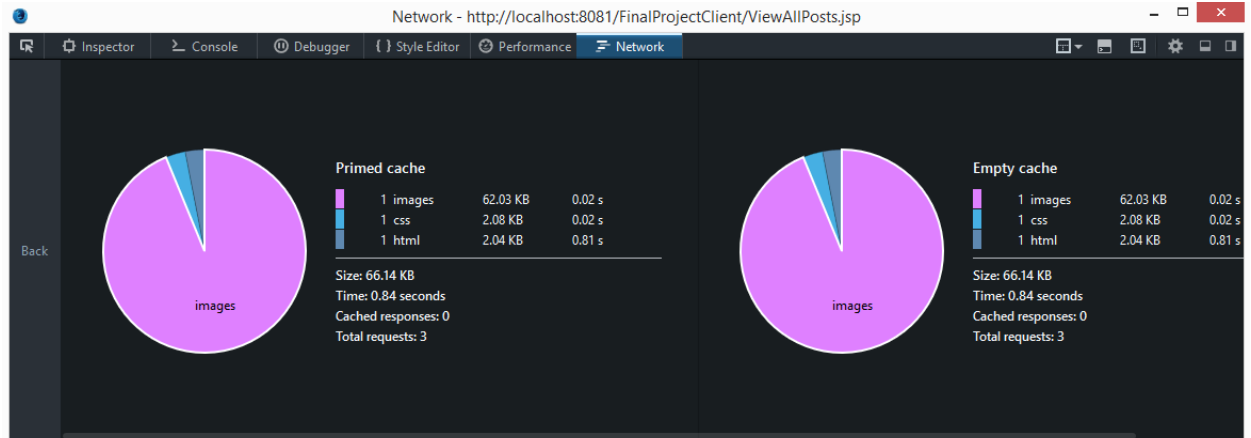 Network - http://localhost:8081/FinalProjectClient/ViewAllPosts.jsp
Inspector Console Debugger { } Style Editor Performance Network
Back
images
Primed cache
1 images 62.03 KB 0.02 s
1 css 2.08 KB 0.02 s
1 html 2.04 KB 0.81 s
Size: 66.14 KB
Time: 0.84 seconds
Cached responses: 0
Total requests: 3
images
Empty cache
1 images 62.03 KB 0.02 s
1 css 2.08 KB 0.02 s
1 html 2.04 KB 0.81 s
Size: 66.14 KB
Time: 0.84 seconds
Cached responses: 0
Total requests: 3